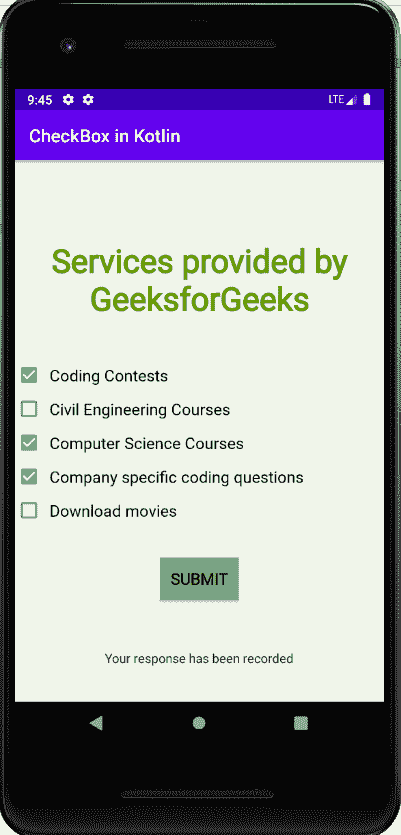 9:45 LTE
CheckBox in Kotlin
Services provided by
GeeksforGeeks
Coding Contests
Civil Engineering Courses
Computer Science Courses
Company specific coding questions
Download movies
SUBMIT
Your response has been recorded